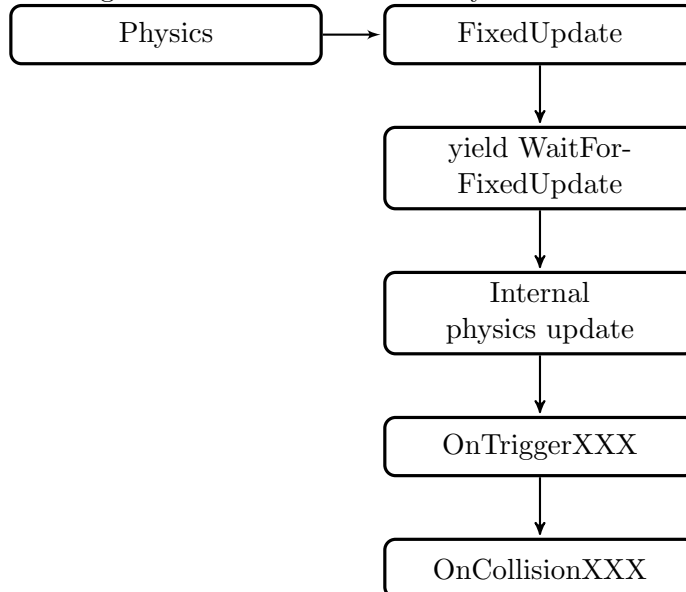 Physics
FixedUpdate
yield WaitFor-
FixedUpdate
Internal
physics update
OnTriggerXXX
OnCollisionXXX